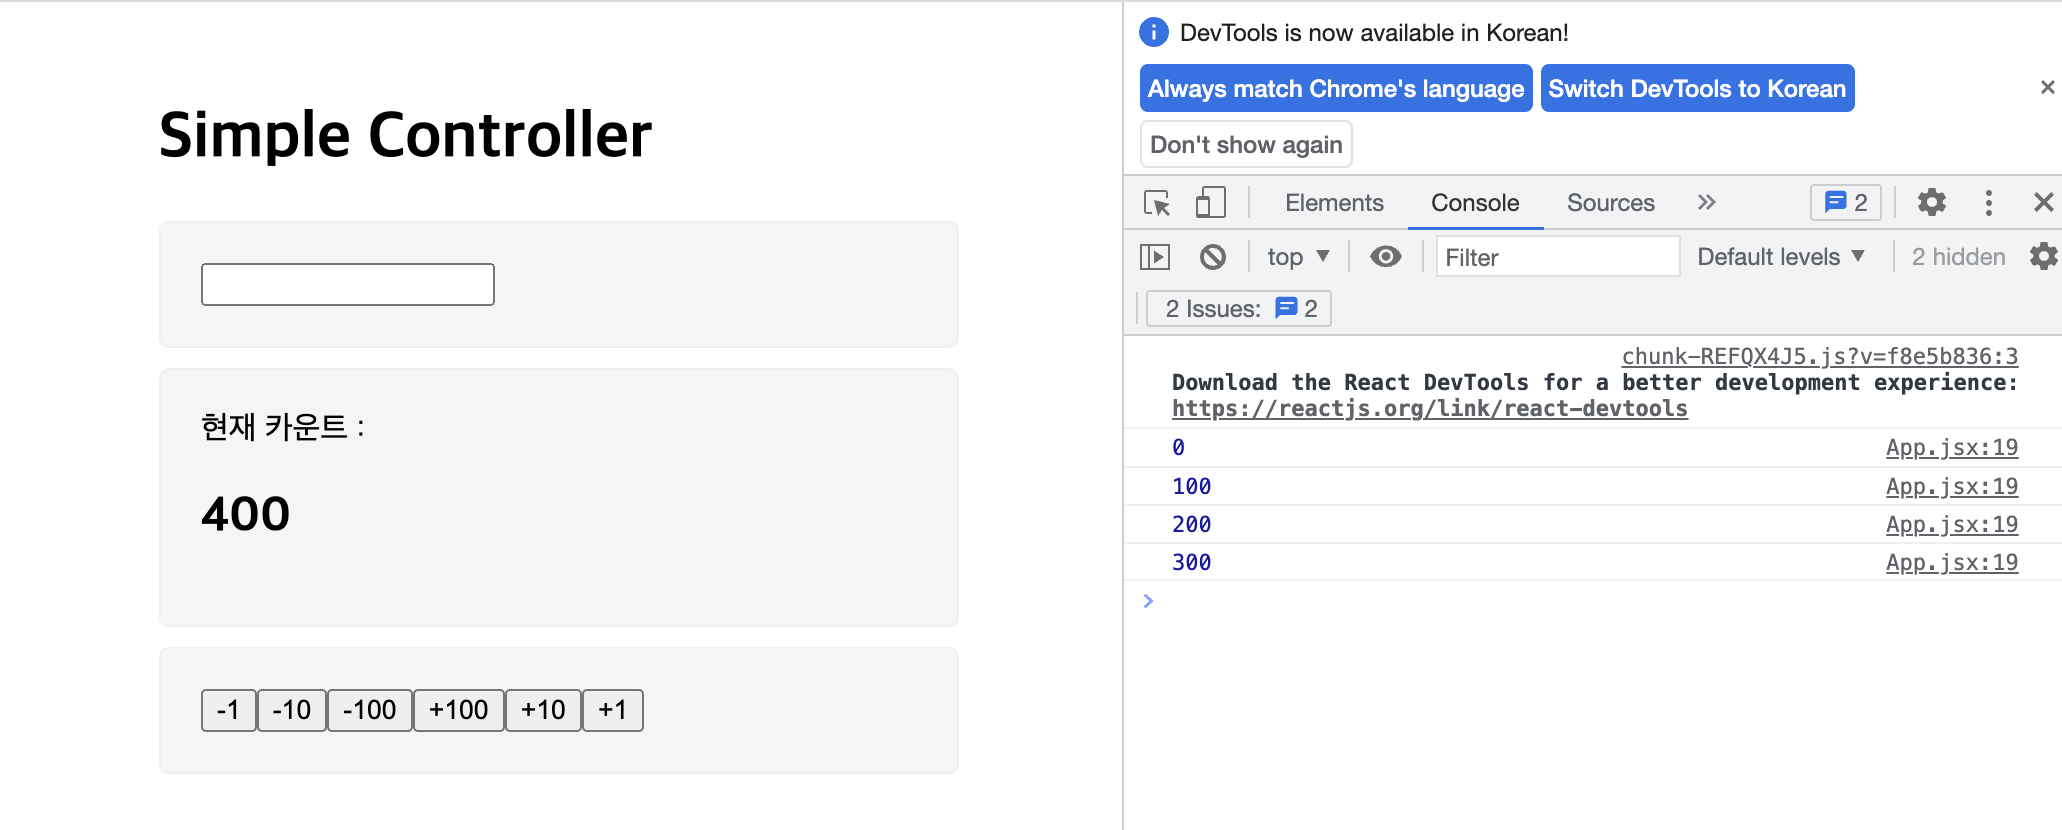 Simple Controller
현재 카운트 :
400
-1 -10 -100 +100 +10 +1
DevTools is now available in Korean!
Always match Chrome's language Switch DevTools to Korean
Don't show again
Elements Console Sources 2
top Filter Default levels 2 hidden
2 Issues: 2
chunk-REFQX4J5.js?v=f8e5b836:3
Download the React DevTools for a better development experience:
https://reactjs.org/link/react-devtools
0 App.jsx:19
100 App.jsx:19
200 App.jsx:19
300 App.jsx:19